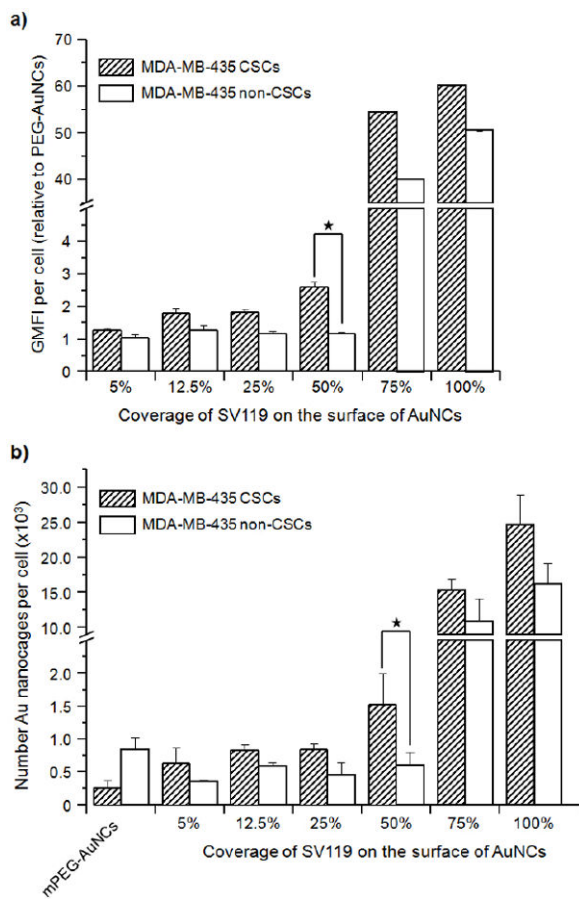 a)
GMFI per cell (relative to PEG-AuNCs)
70
60
50
40
4
3
2
1
0
MDA-MB-435 CSCs
MDA-MB-435 non-CSCs
★
5% 12.5% 25% 50% 75% 100%
Coverage of SV119 on the surface of AuNCs
b)
Number Au nanocages per cell (x10³)
30.0
25.0
20.0
15.0
10.0
2.0
1.5
1.0
0.5
0
MDA-MB-435 CSCs
MDA-MB-435 non-CSCs
★
mPEG-AuNCs 5% 12.5% 25% 50% 75% 100%
Coverage of SV119 on the surface of AuNCs